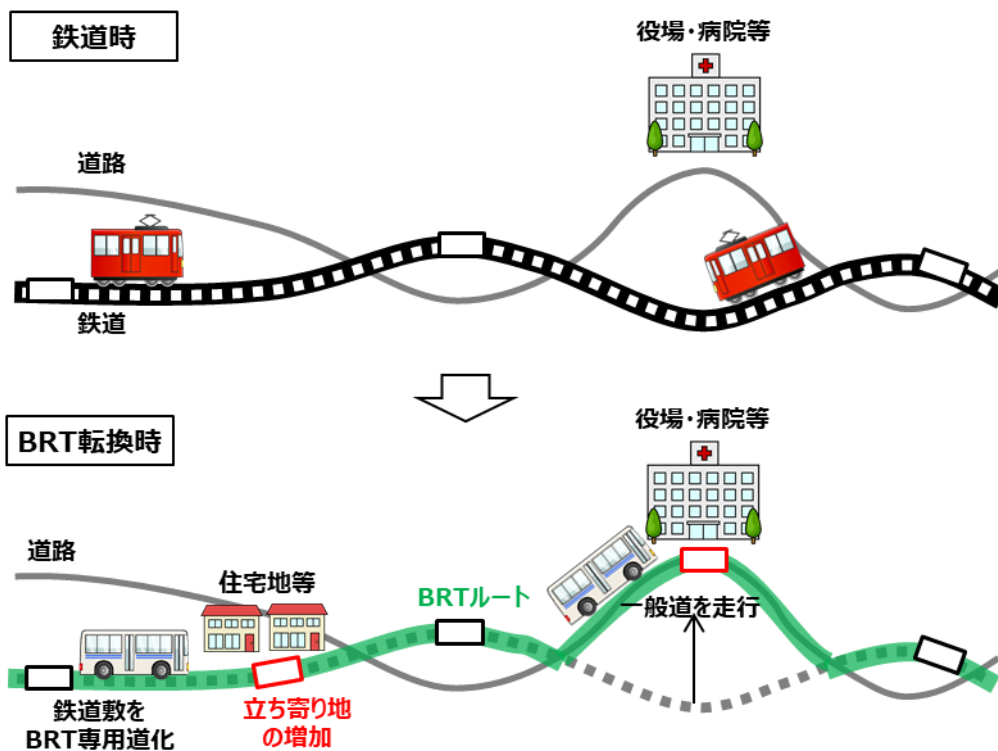 鉄道時
役場・病院等
道路
鉄道
BRT転換時
役場・病院等
道路
住宅地等
BRTルート
一般道を走行
鉄道敷を
BRT専用道化
立ち寄り地
の増加